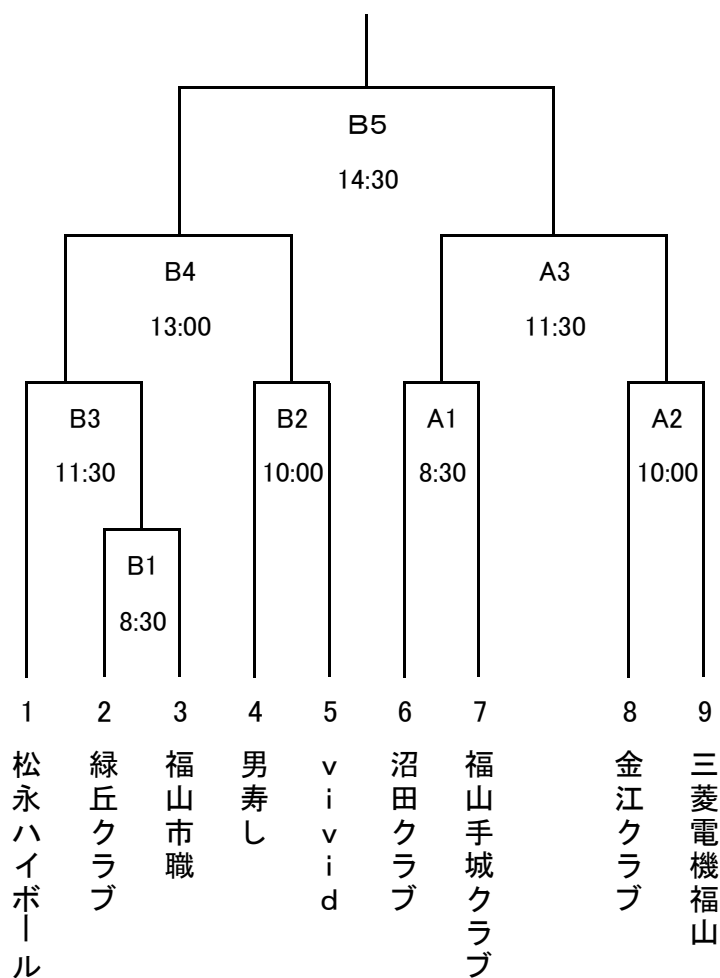 B5
14:30
B4
A3
13:00
11:30
B3
B2
A1
A2
11:30
10:00
8:30
10:00
B1
8:30
1
2
3
4
5
6
7
8
9
松永ハイボール
緑丘クラブ
福山市職
男寿し
vivid
沼田クラブ
福山手城クラブ
金江クラブ
三菱電機福山